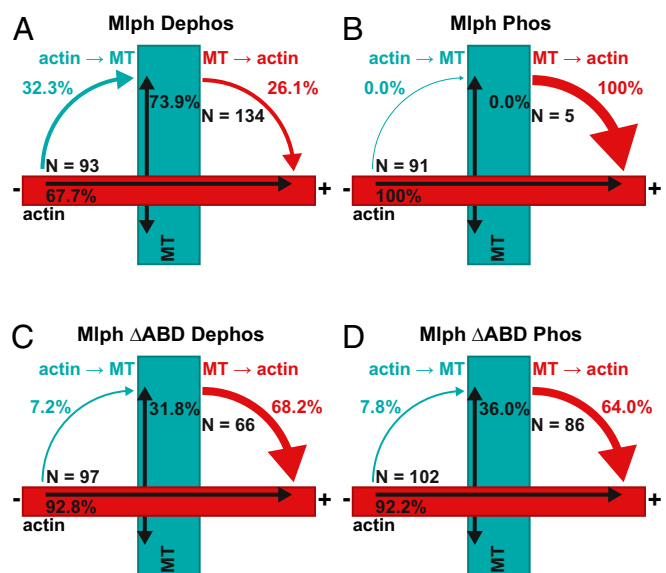 A
Mlph Dephos
actin → MT
MT → actin
32.3%
73.9%
26.1%
N = 134
N = 93
-
67.7%
+
actin
MT
B
Mlph Phos
actin → MT
MT → actin
0.0%
0.0%
100%
N = 5
N = 91
-
100%
+
actin
MT
C
Mlph ΔABD Dephos
actin → MT
MT → actin
7.2%
31.8%
68.2%
N = 66
N = 97
-
92.8%
+
actin
MT
D
Mlph ΔABD Phos
actin → MT
MT → actin
7.8%
36.0%
64.0%
N = 86
N = 102
-
92.2%
+
actin
MT